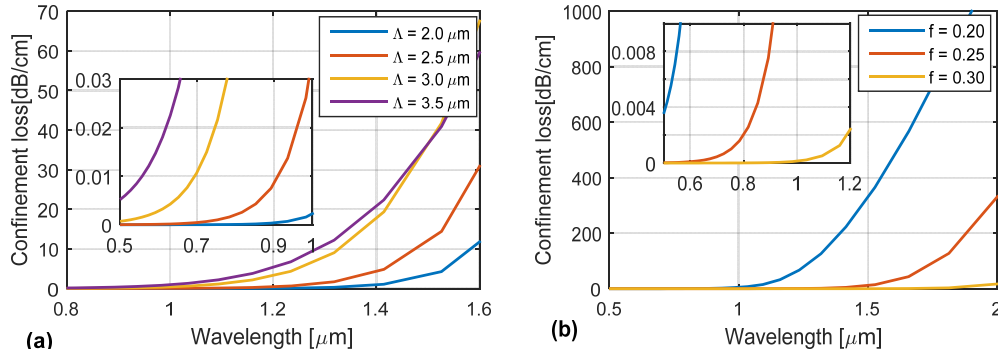 Confinement loss[dB/cm]
70
60
50
40
30
20
10
0
0.8
1
1.2
1.4
1.6
Wavelength [μm]
(a)
Λ = 2.0 μm
Λ = 2.5 μm
Λ = 3.0 μm
Λ = 3.5 μm
0.03
0.02
0.01
0
0.5
0.7
0.9
1
Confinement loss[dB/cm]
1000
800
600
400
200
0
0.5
1
1.5
2
Wavelength [μm]
(b)
f = 0.20
f = 0.25
f = 0.30
0.008
0.004
0
0.6
0.8
1
1.2